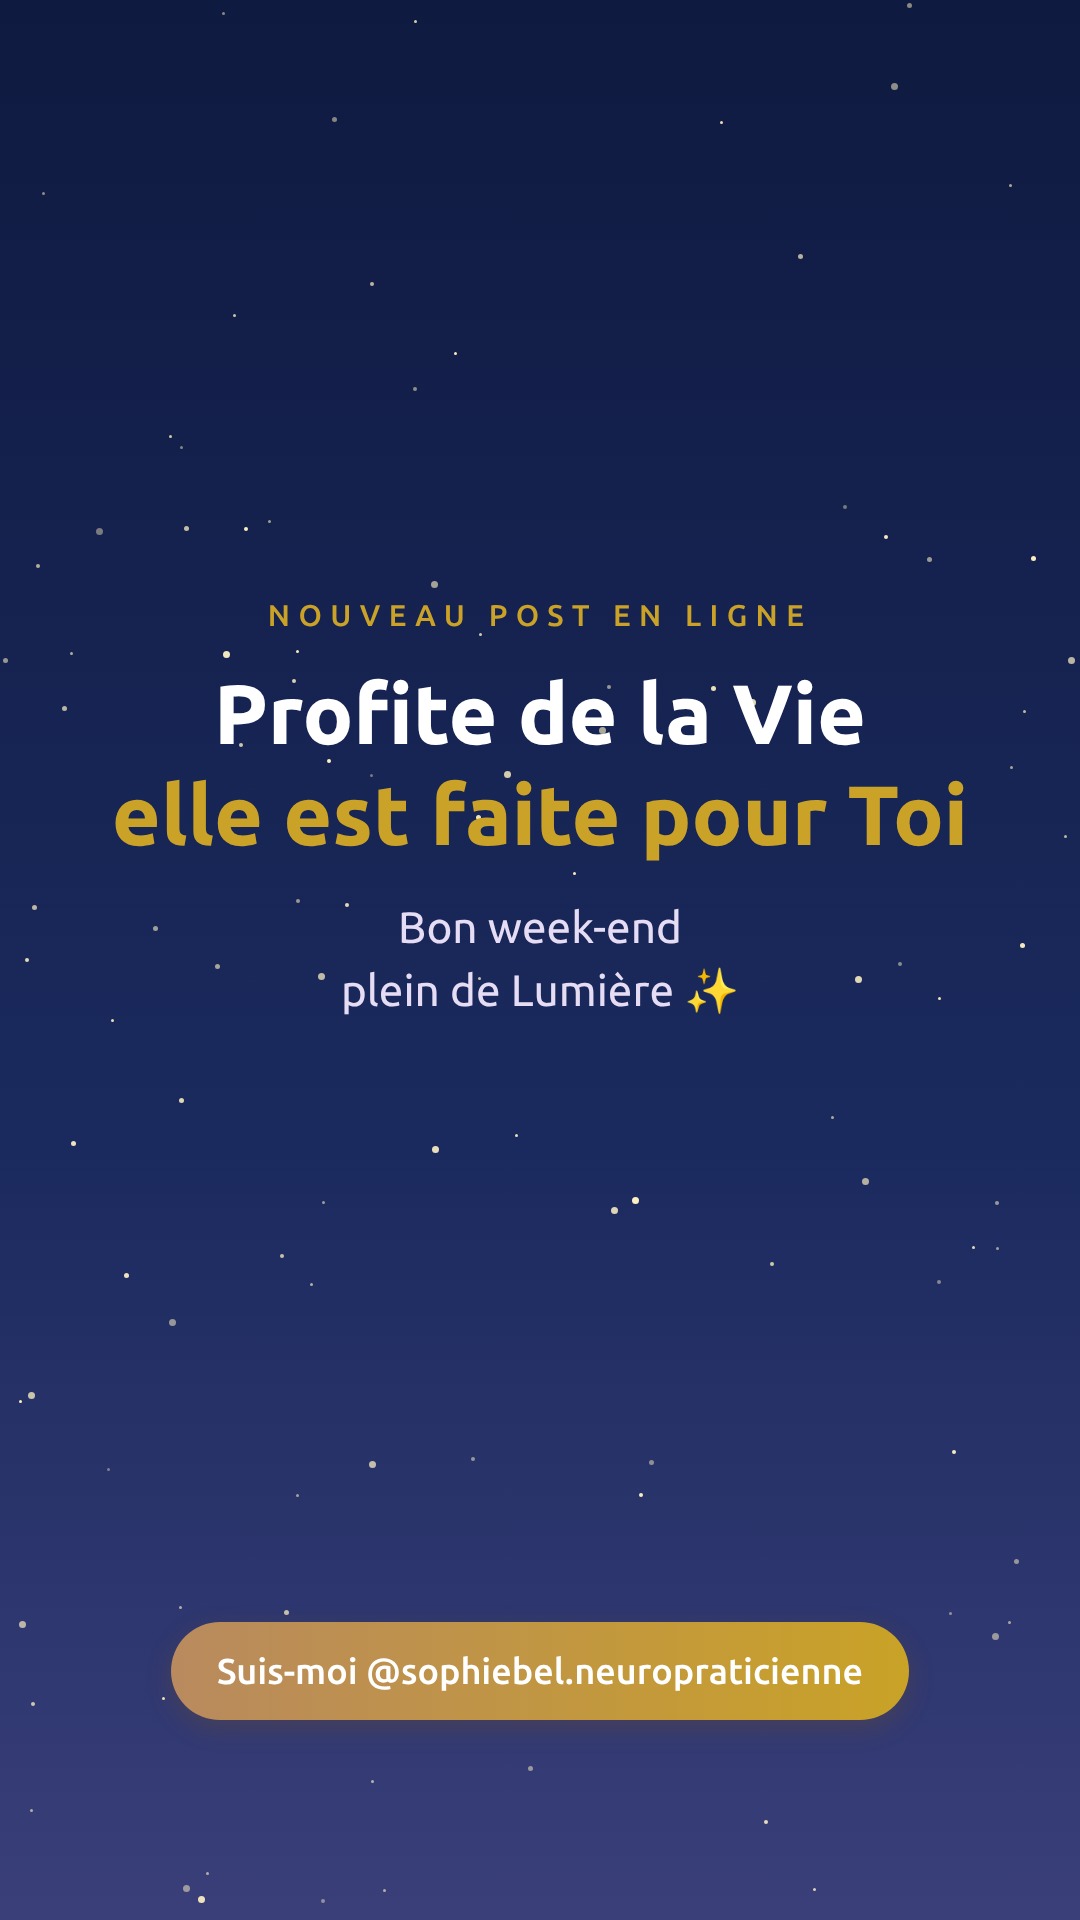 NOUVEAU POST EN LIGNE
Profite de la Vie
elle est faite pour Toi
Bon week-end
plein de Lumière ✨
Suis-moi @sophiebel.neuropraticienne